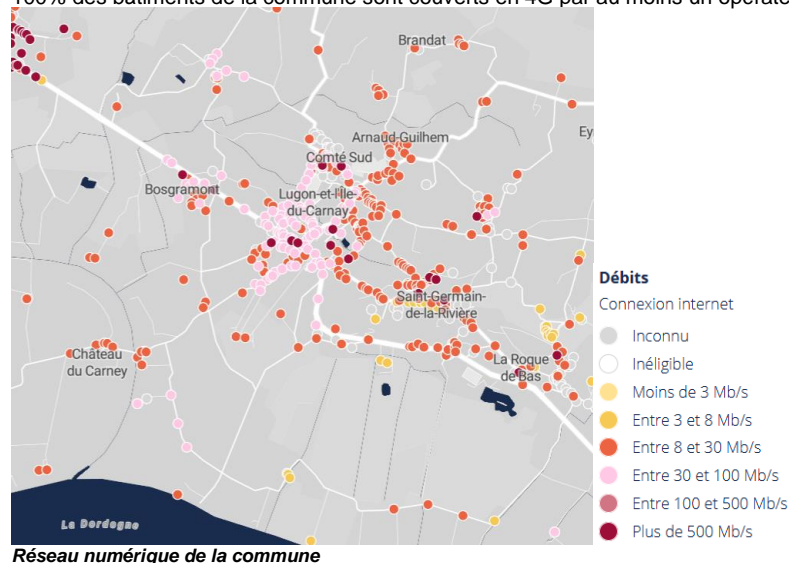 100% des bâtiments de la commune sont couverts en 4G par au moins un opérate
Brandat
Arnaud-Guilhem
Ey
Comté Sud
Bosgramont
Lugon-et-l'Île-
du-Carnay
Saint-Germain-
de-la-Rivière
Château
du Carney
La Roque
de Bas
La Dordogne
Débits
Connexion internet
Inconnu
Inéligible
Moins de 3 Mb/s
Entre 3 et 8 Mb/s
Entre 8 et 30 Mb/s
Entre 30 et 100 Mb/s
Entre 100 et 500 Mb/s
Plus de 500 Mb/s
Réseau numérique de la commune